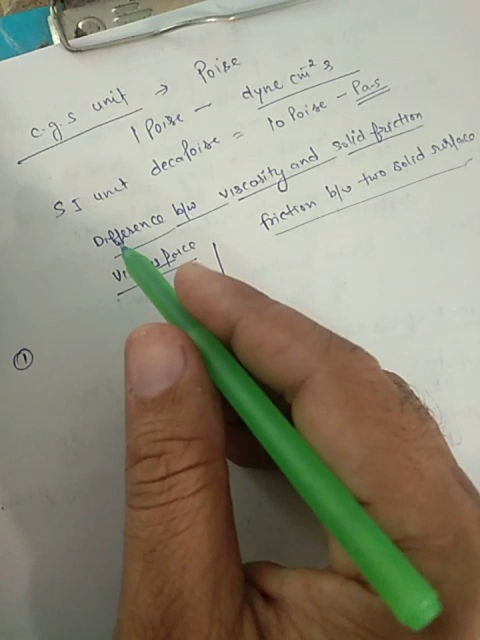 c.g.s unit → Poise
1 Poise — dyne cm⁻² s
SI unit decapoise = 10 Poise — Pa-s
Difference b/w viscosity and solid friction
force
friction b/w two solid surface
①